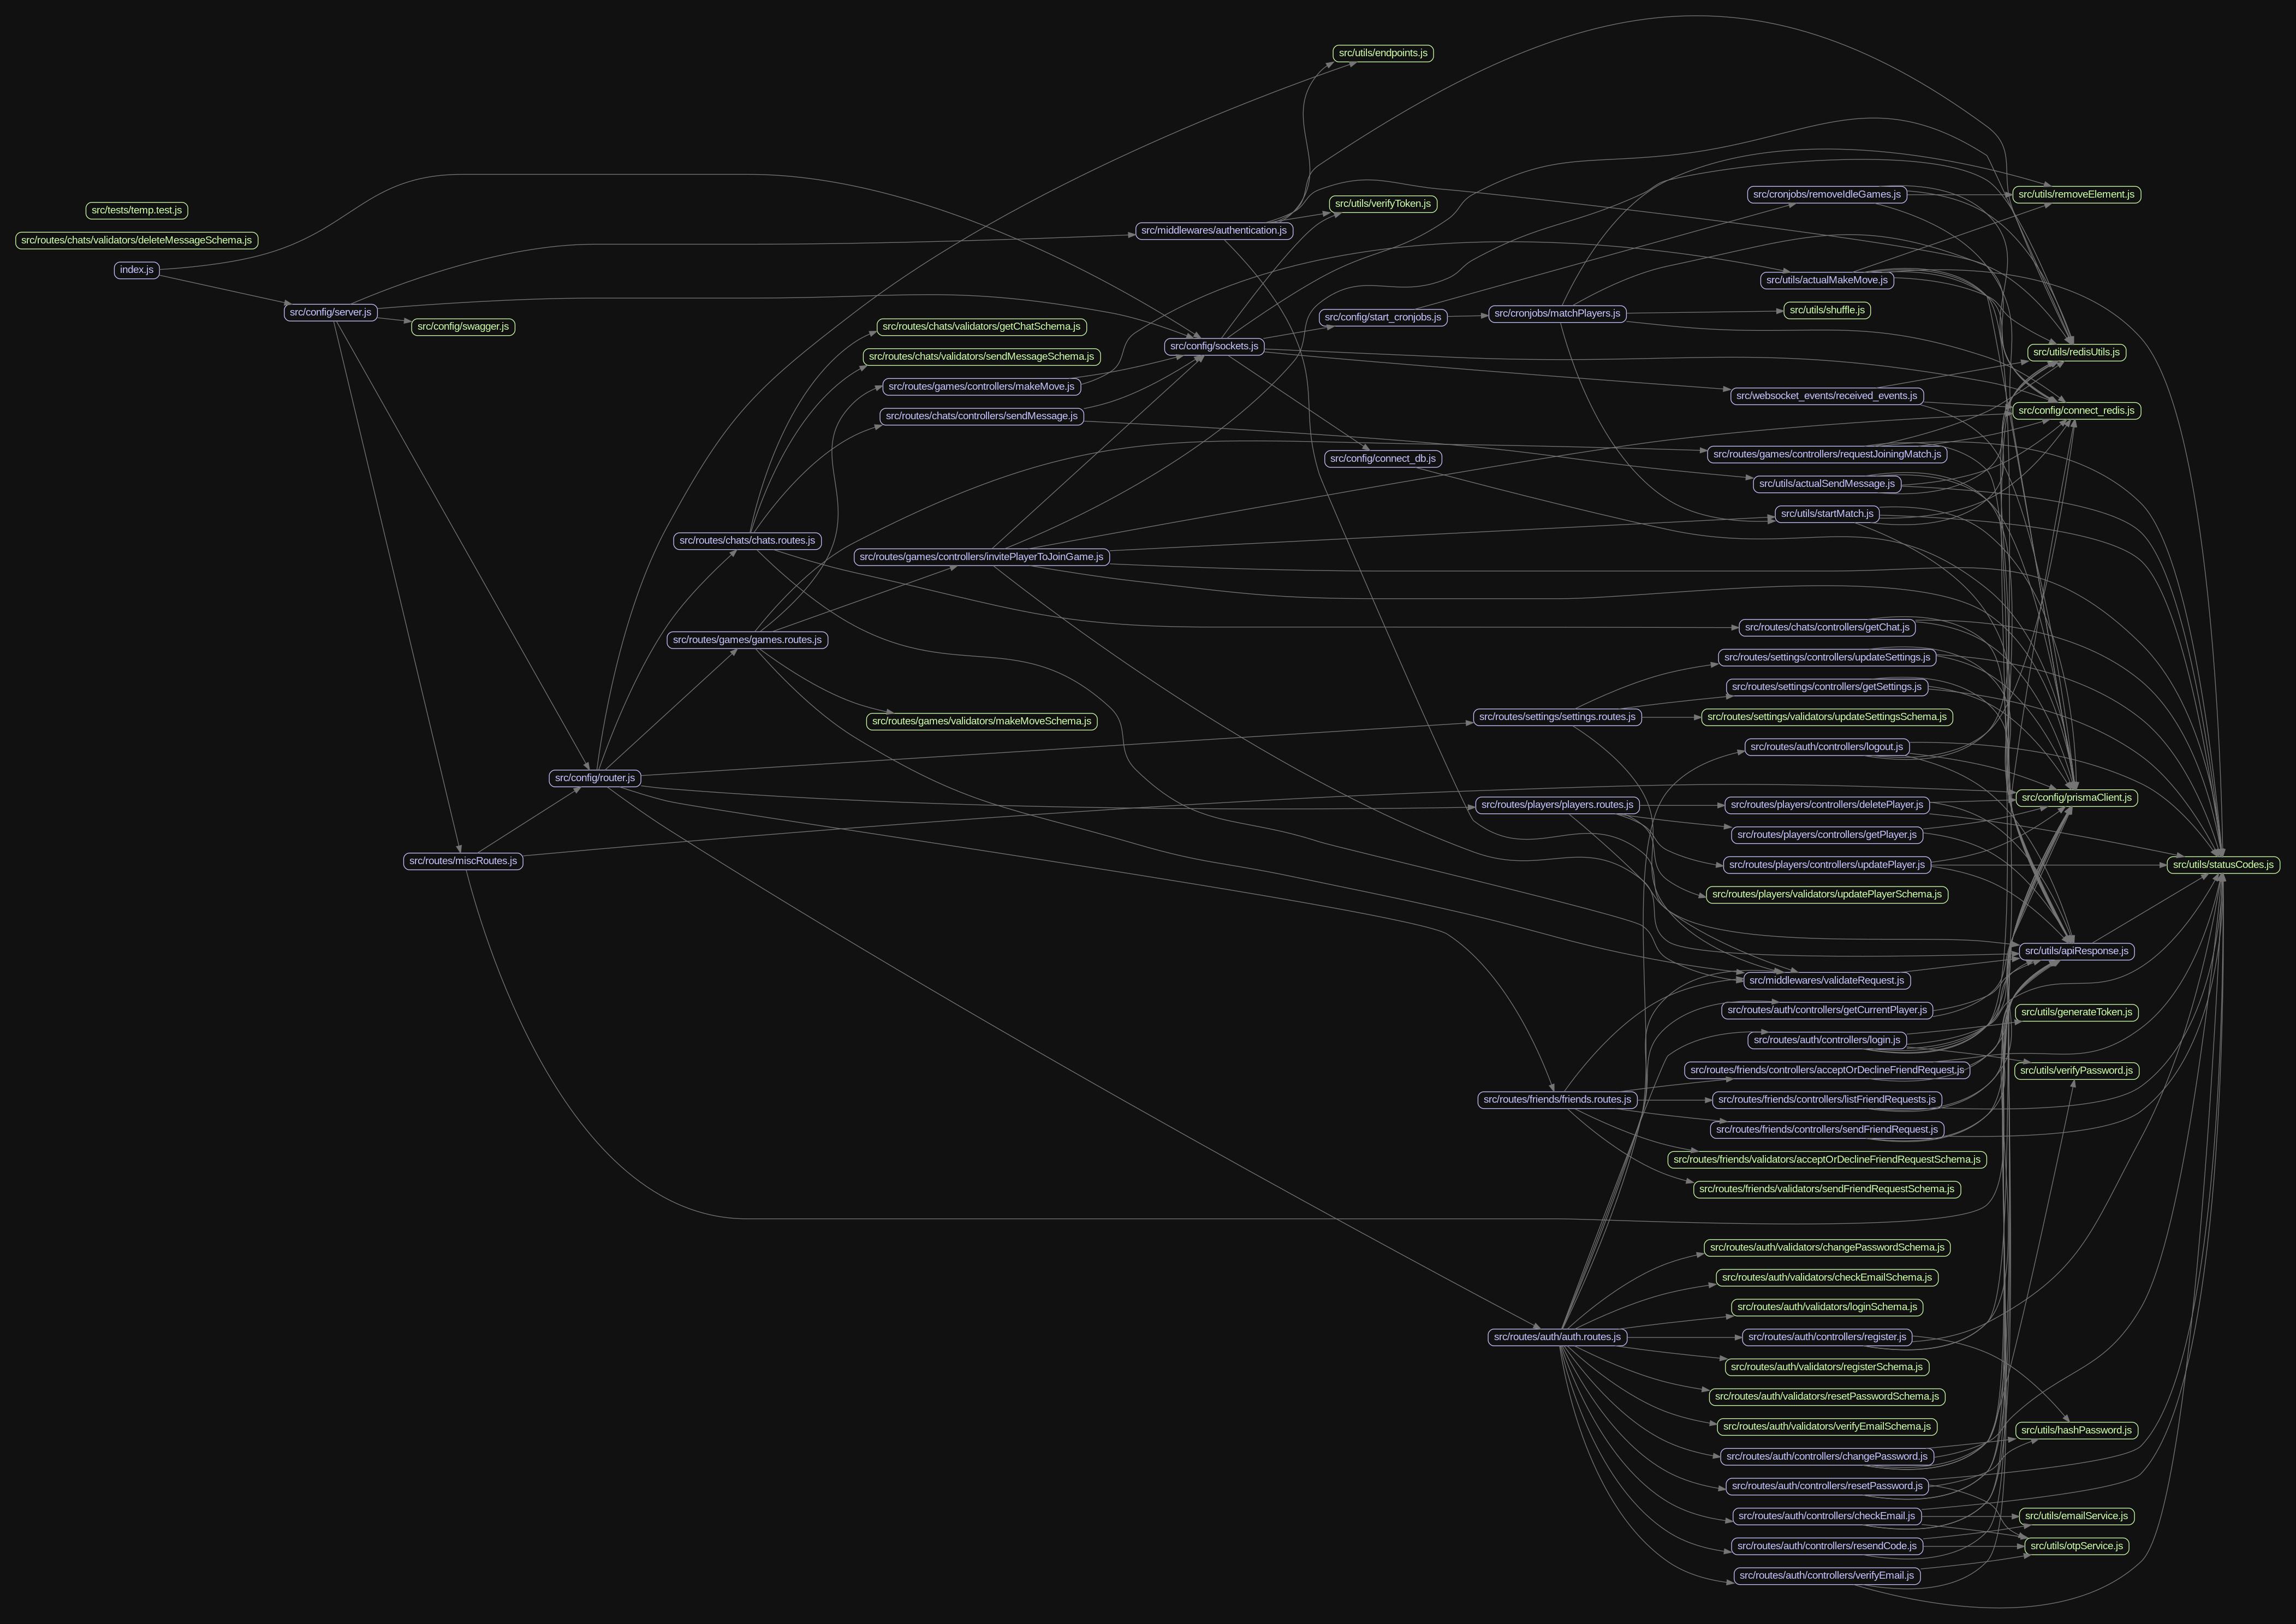 src/utils/endpoints.js
src/cronjobs/removeIdleGames.js
src/utils/removeElement.js
src/utils/verifyToken.js
src/tests/temp.test.js
src/middlewares/authentication.js
src/routes/chats/validators/deleteMessageSchema.js
index.js
src/utils/actualMakeMove.js
src/config/server.js
src/utils/shuffle.js
src/cronjobs/matchPlayers.js
src/config/start_cronjobs.js
src/config/swagger.js
src/routes/chats/validators/getChatSchema.js
src/config/sockets.js
src/utils/redisUtils.js
src/routes/chats/validators/sendMessageSchema.js
src/routes/games/controllers/makeMove.js
src/websocket_events/received_events.js
src/config/connect_redis.js
src/routes/chats/controllers/sendMessage.js
src/routes/games/controllers/requestJoiningMatch.js
src/config/connect_db.js
src/utils/actualSendMessage.js
src/utils/startMatch.js
src/routes/chats/chats.routes.js
src/routes/games/controllers/invitePlayerToJoinGame.js
src/routes/chats/controllers/getChat.js
src/routes/games/games.routes.js
src/routes/settings/controllers/updateSettings.js
src/routes/settings/controllers/getSettings.js
src/routes/settings/settings.routes.js
src/routes/settings/validators/updateSettingsSchema.js
src/routes/games/validators/makeMoveSchema.js
src/routes/auth/controllers/logout.js
src/config/router.js
src/config/prismaClient.js
src/routes/players/players.routes.js
src/routes/players/controllers/deletePlayer.js
src/routes/players/controllers/getPlayer.js
src/routes/miscRoutes.js
src/routes/players/controllers/updatePlayer.js
src/utils/statusCodes.js
src/routes/players/validators/updatePlayerSchema.js
src/utils/apiResponse.js
src/middlewares/validateRequest.js
src/routes/auth/controllers/getCurrentPlayer.js
src/utils/generateToken.js
src/routes/auth/controllers/login.js
src/routes/friends/controllers/acceptOrDeclineFriendRequest.js
src/utils/verifyPassword.js
src/routes/friends/friends.routes.js
src/routes/friends/controllers/listFriendRequests.js
src/routes/friends/controllers/sendFriendRequest.js
src/routes/friends/validators/acceptOrDeclineFriendRequestSchema.js
src/routes/friends/validators/sendFriendRequestSchema.js
src/routes/auth/validators/changePasswordSchema.js
src/routes/auth/validators/checkEmailSchema.js
src/routes/auth/validators/loginSchema.js
src/routes/auth/auth.routes.js
src/routes/auth/controllers/register.js
src/routes/auth/validators/registerSchema.js
src/routes/auth/validators/resetPasswordSchema.js
src/routes/auth/validators/verifyEmailSchema.js
src/utils/hashPassword.js
src/routes/auth/controllers/changePassword.js
src/routes/auth/controllers/resetPassword.js
src/routes/auth/controllers/checkEmail.js
src/utils/emailService.js
src/routes/auth/controllers/resendCode.js
src/utils/otpService.js
src/routes/auth/controllers/verifyEmail.js